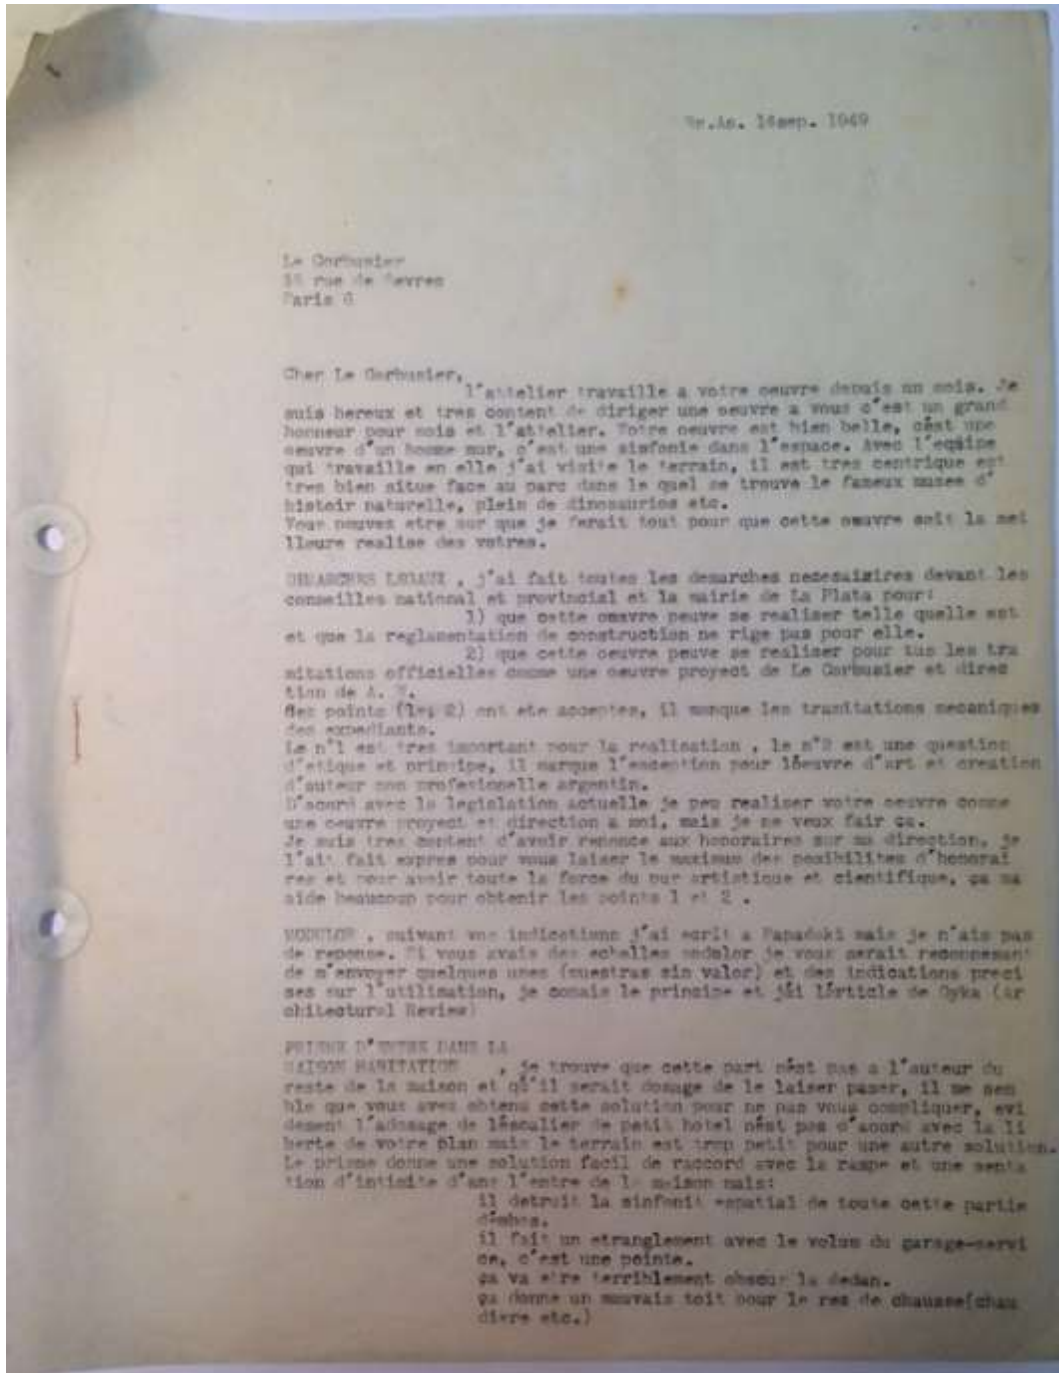 Bs.As. 14sep. 1949
Le Corbusier
35 rue de Sevres
Paris 6
Cher Le Corbusier,
l'attelier travaille a votre oeuvre depuis un mois. Je
suis hereux et tres content de diriger une oeuvre a vous c'est un grand
honneur pour mois et l'attelier. Votre oeuvre est bien belle, cést une
oeuvre d'un homme mur, c'est une sinfonie dans l'espace. Avec l'equipe
qui travaille en elle j'ai visite le terrain, il est tres centrique est
tres bien situe face au parc dans le quel se trouve le fameux musee d'
histoir naturelle, plein de dinosaurios etc.
Vour pouves etre sur que je ferait tout pour que cette oeuvre soit la mei
lleure realise des votres.
DEMARCHES LEGAUX , j'ai fait toutes les demarches necesaizires devant les
conseilles national et provincial et la mairie de La Plata pour:
1) que cette oeuvre peuve se realiser telle quelle est
et que la reglamentation de construction ne rige pas pour elle.
2) que cette oeuvre peuve se realiser pour tus les tra
mitations officielles comme une oeuvre proyect de Le Corbusier et direc
tion de A. W.
Ses points (les 2) ont ete acceptes, il manque les tramitations mecaniques
des expediants.
Le n°1 est tres important pour la realisation , le n°2 est une question
d'etique et principe, il marque l'exception pour lóeuvre d'art et creation
d'auteur non profesionelle argentin.
D'acord avec la legislation actuelle je peu realiser votre oeuvre comme
une oeuvre proyect et direction a moi, mais je ne veux fair ça.
Je suis tres content d'avoir renonce aux honoraires sur ma direction, je
l'ait fait expres pour vous laiser le maximum des posibilites d'honorai
res et pour avoir toute la force du pur artistique et cientifique, ça ma
aide beaucoup pour obtenir les points 1 et 2 .
MODULOR , suivant vos indications j'ai ecrit a Papadaki mais je n'ais pas
de reponse. Si vous avais des echelles modulor je vous serait reconnesant
de m'envoyer quelques unes (muestras sin valor) et des indications preci
ses sur l'utilisation, je conais le principe et jái lárticle de Oyka (Ar
chitectural Review)
PRISME D'ENTRE DANS LA
MAISON HABITATION , je trouve que cette part nést pas a l'auteur du
reste de la maison et qú'il serait domage de le laiser paser, il me sem
ble que vous aves obtenu cette solution pour ne pas vous compliquer, evi
dement l'adosage de léscalier de petit hotel nést pas d'acord avec la li
berte de votre plan mais le terrain est trop petit pour une autre solution.
Le prisme donne une solution facil de raccord avec la rampe et une sensa
tion d'intimite d'ans l'entre de la maison mais:
il detruit la sinfonit espatial de toute cette partie
d'enbas.
il fait un etranglement avec le volum du garage-servi
ce, c'est une pointe.
ça va etre terriblement obscur la dedan.
ça donne un mauvais toit pour le res de chausse(chau
diere etc.)